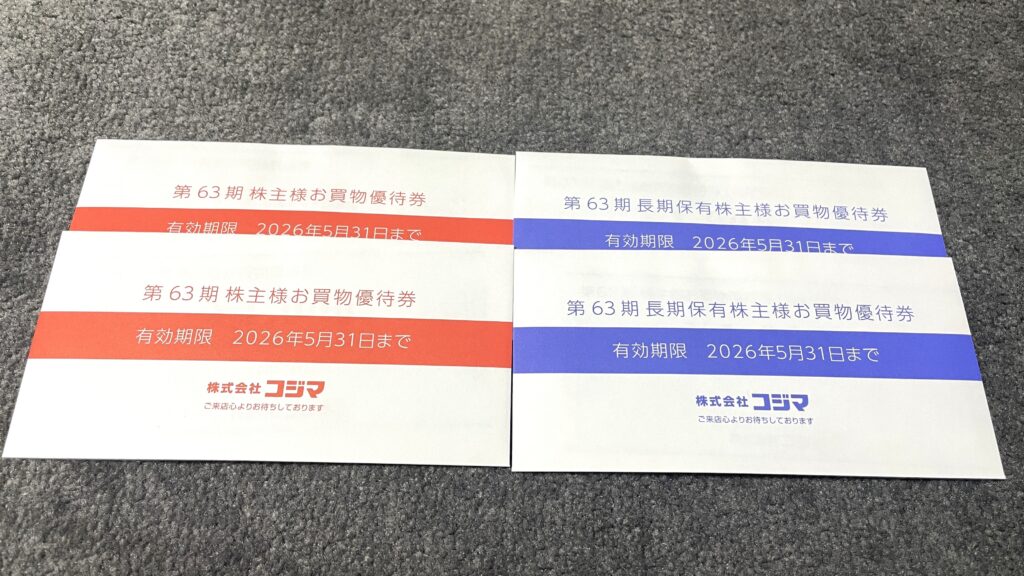 第63期 株主様お買物優待券
有効期限 2026年5月31日まで
第63期 長期保有株主様お買物優待券
有効期限 2026年5月31日まで
第63期 株主様お買物優待券
有効期限 2026年5月31日まで
株式会社 コジマ
ご来店心よりお待ちしております
第63期 長期保有株主様お買物優待券
有効期限 2026年5月31日まで
株式会社 コジマ
ご来店心よりお待ちしております